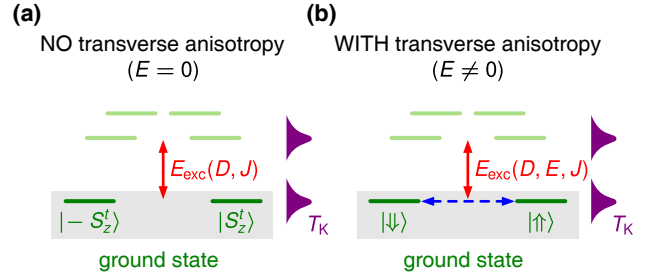 (a)
NO transverse anisotropy
(E = 0)
E_exc(D, J)
|− S_z^t⟩
|S_z^t⟩
T_K
ground state
(b)
WITH transverse anisotropy
(E ≠ 0)
E_exc(D, E, J)
|⇓⟩
|⇑⟩
T_K
ground state